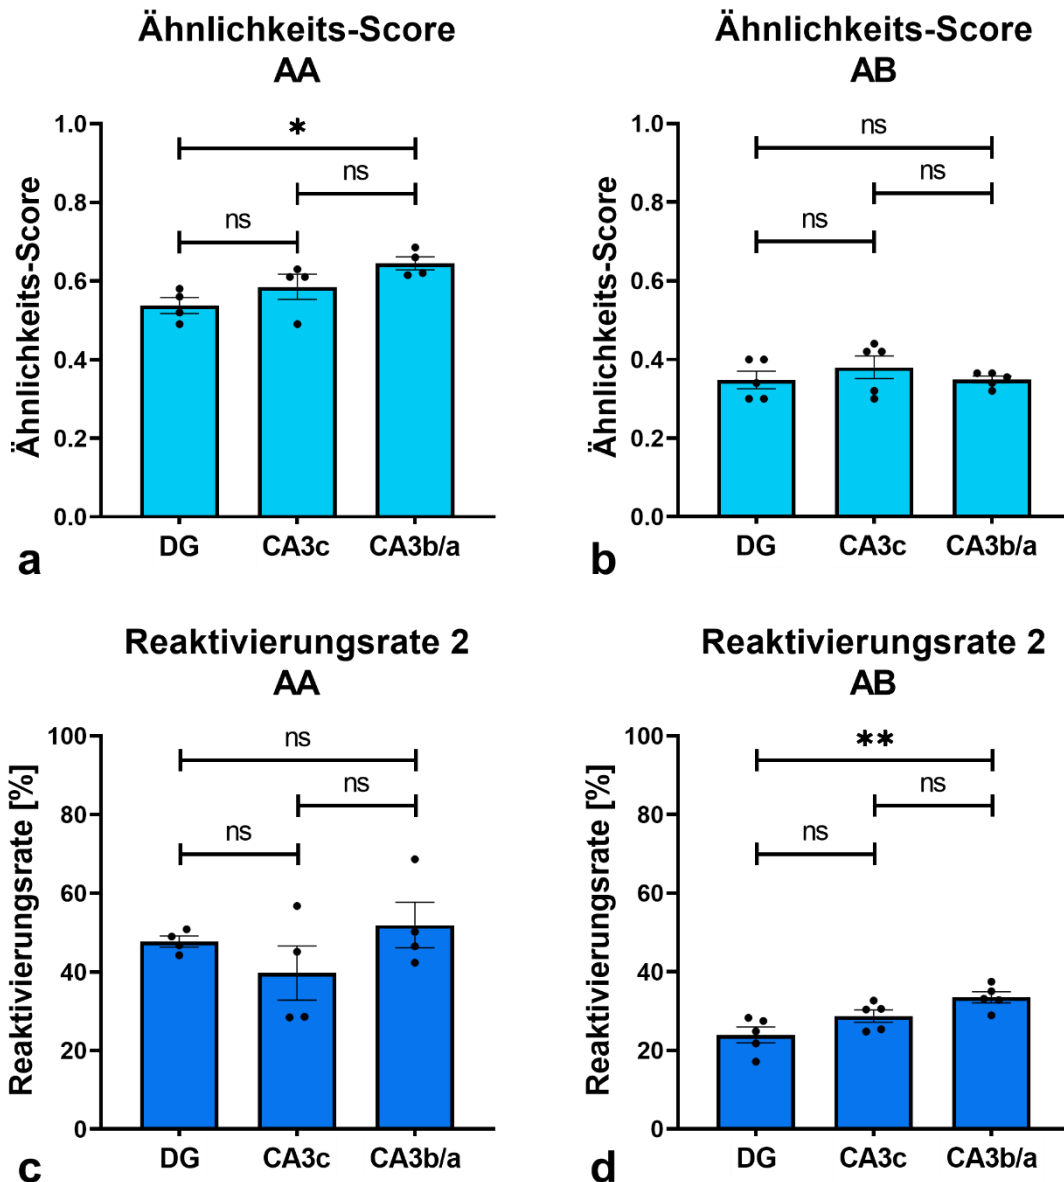 Ähnlichkeits-Score
AA
Ähnlichkeits-Score
1.0
0.8
0.6
0.4
0.2
0.0
*
ns
ns
DG
CA3c
CA3b/a
a
Ähnlichkeits-Score
AB
Ähnlichkeits-Score
1.0
0.8
0.6
0.4
0.2
0.0
ns
ns
ns
DG
CA3c
CA3b/a
b
Reaktivierungsrate 2
AA
Reaktivierungsrate [%]
100
80
60
40
20
0
ns
ns
ns
DG
CA3c
CA3b/a
c
Reaktivierungsrate 2
AB
Reaktivierungsrate [%]
100
80
60
40
20
0
**
ns
ns
DG
CA3c
CA3b/a
d